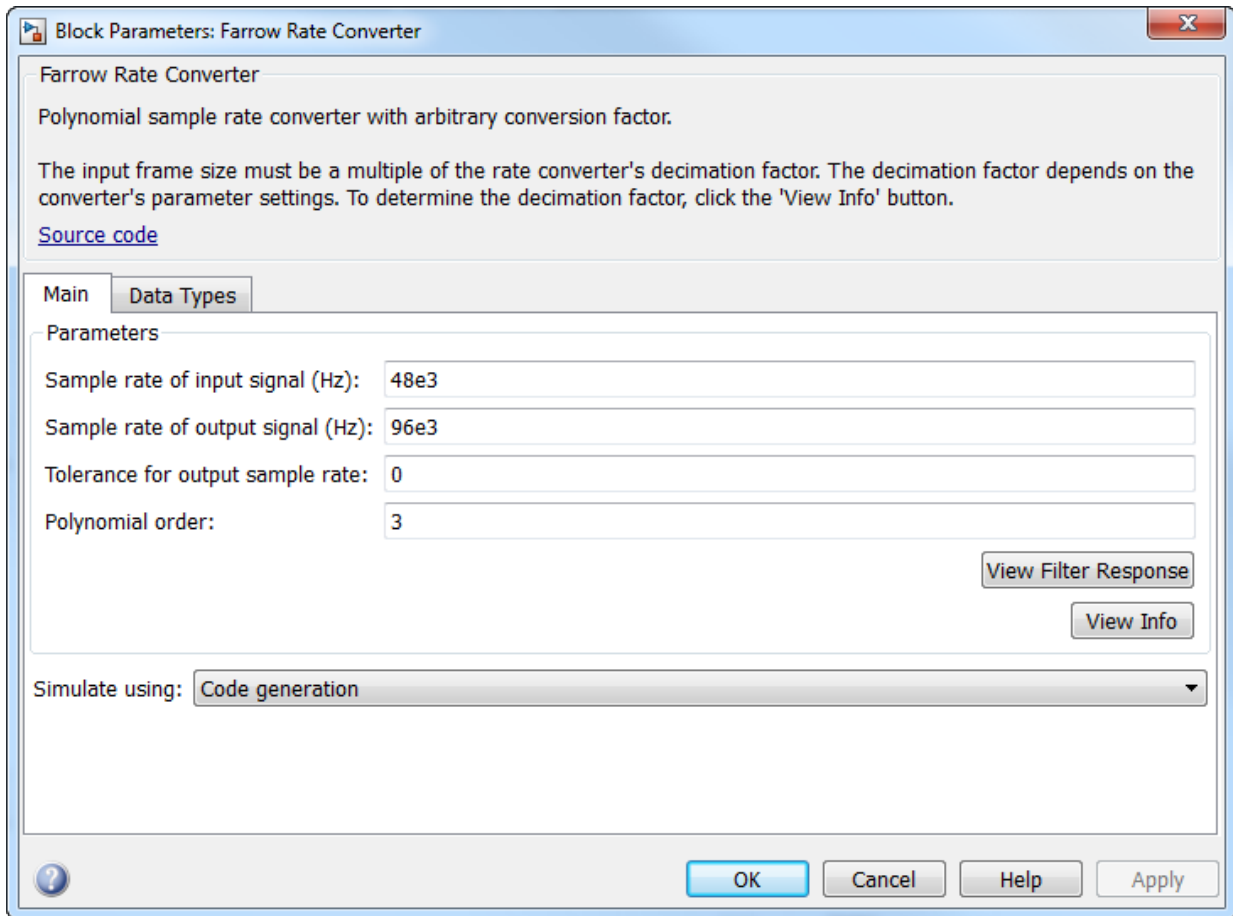 Block Parameters: Farrow Rate Converter
Farrow Rate Converter
Polynomial sample rate converter with arbitrary conversion factor.
The input frame size must be a multiple of the rate converter's decimation factor. The decimation factor depends on the
converter's parameter settings. To determine the decimation factor, click the 'View Info' button.
Source code
Main Data Types
Parameters
Sample rate of input signal (Hz): 48e3
Sample rate of output signal (Hz): 96e3
Tolerance for output sample rate: 0
Polynomial order: 3
View Filter Response
View Info
Simulate using: Code generation
OK Cancel Help Apply